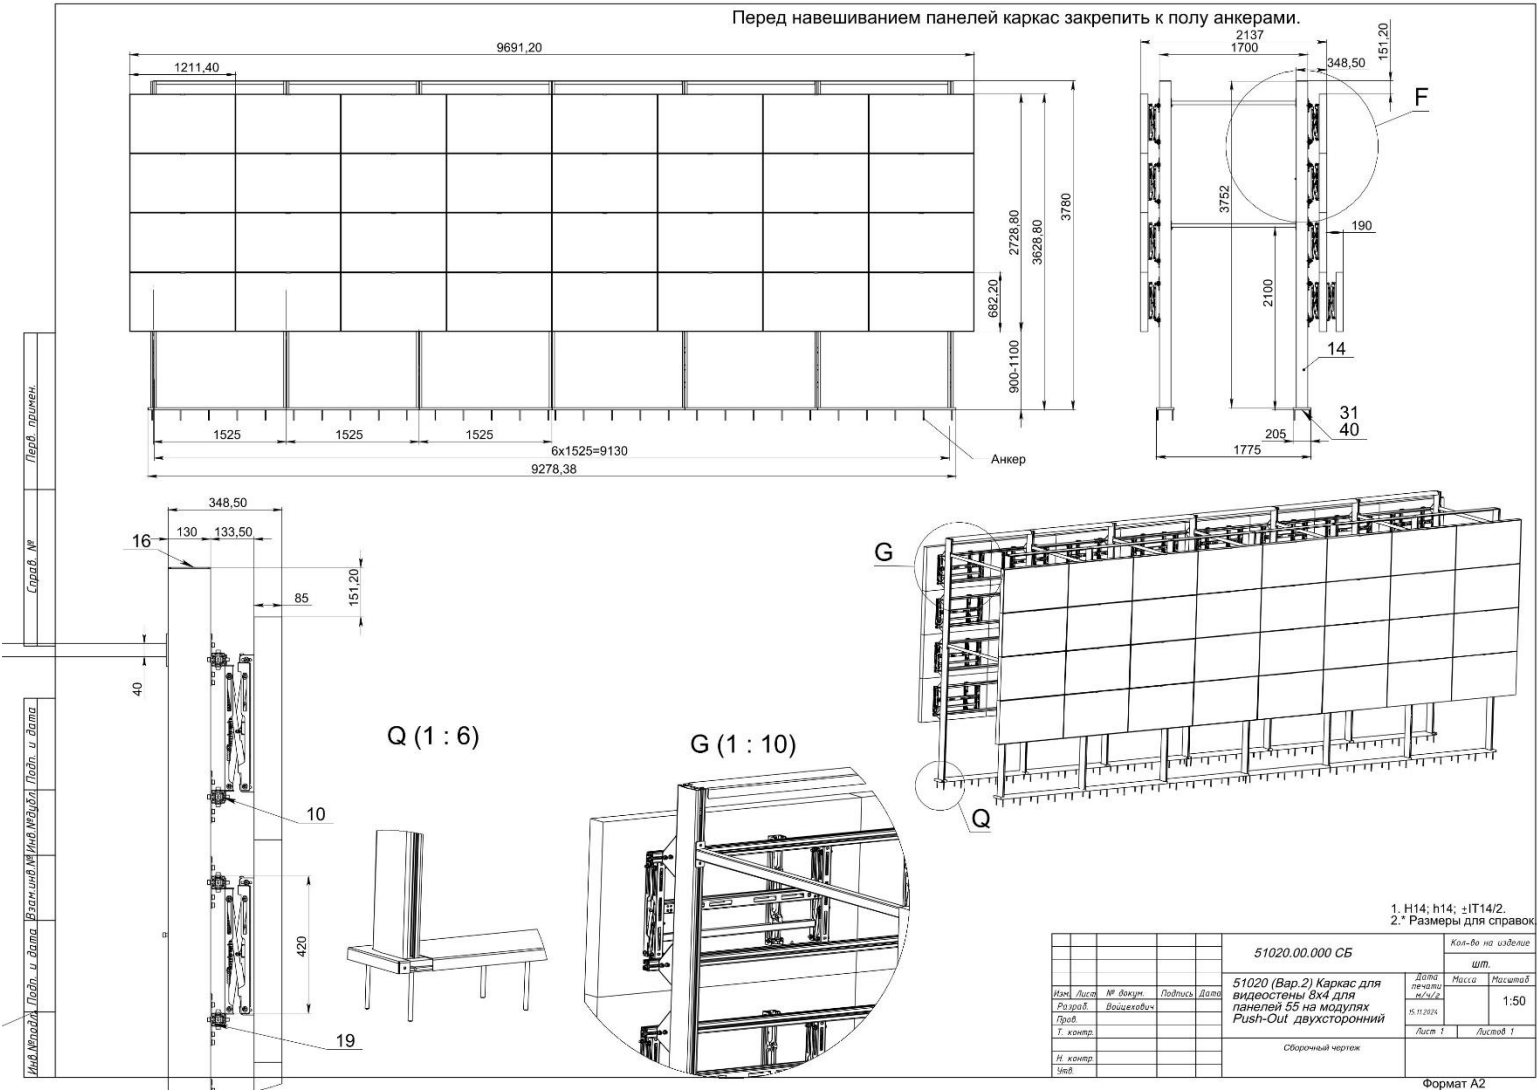 Перед навешиванием панелей каркас закрепить к полу анкерами.
9691,20
1211,40
2728,80
3628,80
3780
682,20
900-1100
1525
1525
1525
6x1525=9130
9278,38
Анкер
2137
1700
151,20
348,50
F
3752
190
2100
14
31
40
205
1775
348,50
130
133,50
16
151,20
85
40
10
420
19
Q (1 : 6)
G (1 : 10)
G
Q
Перв. примен.
Справ. №
Подп. и дата
Инв.№дубл.
Взам.инв.№
Подп. и дата
Инв.№подл.
1. H14; h14; ±IT14/2.
2.* Размеры для справок.
51020.00.000 СБ
Кол-во на изделие
шт.
51020 (Вар.2) Каркас для
видеостены 8x4 для
панелей 55 на модулях
Push-Out двухсторонний
Дата
печати
м/ч/г
Масса
Масштаб
15.11.2024
1:50
Лист 1
Листов 1
Изм.
Лист
№ докум.
Подпись
Дата
Разраб.
Войцехович
Пров.
Т. контр.
Н. контр.
Утв.
Сборочный чертеж
Формат А2